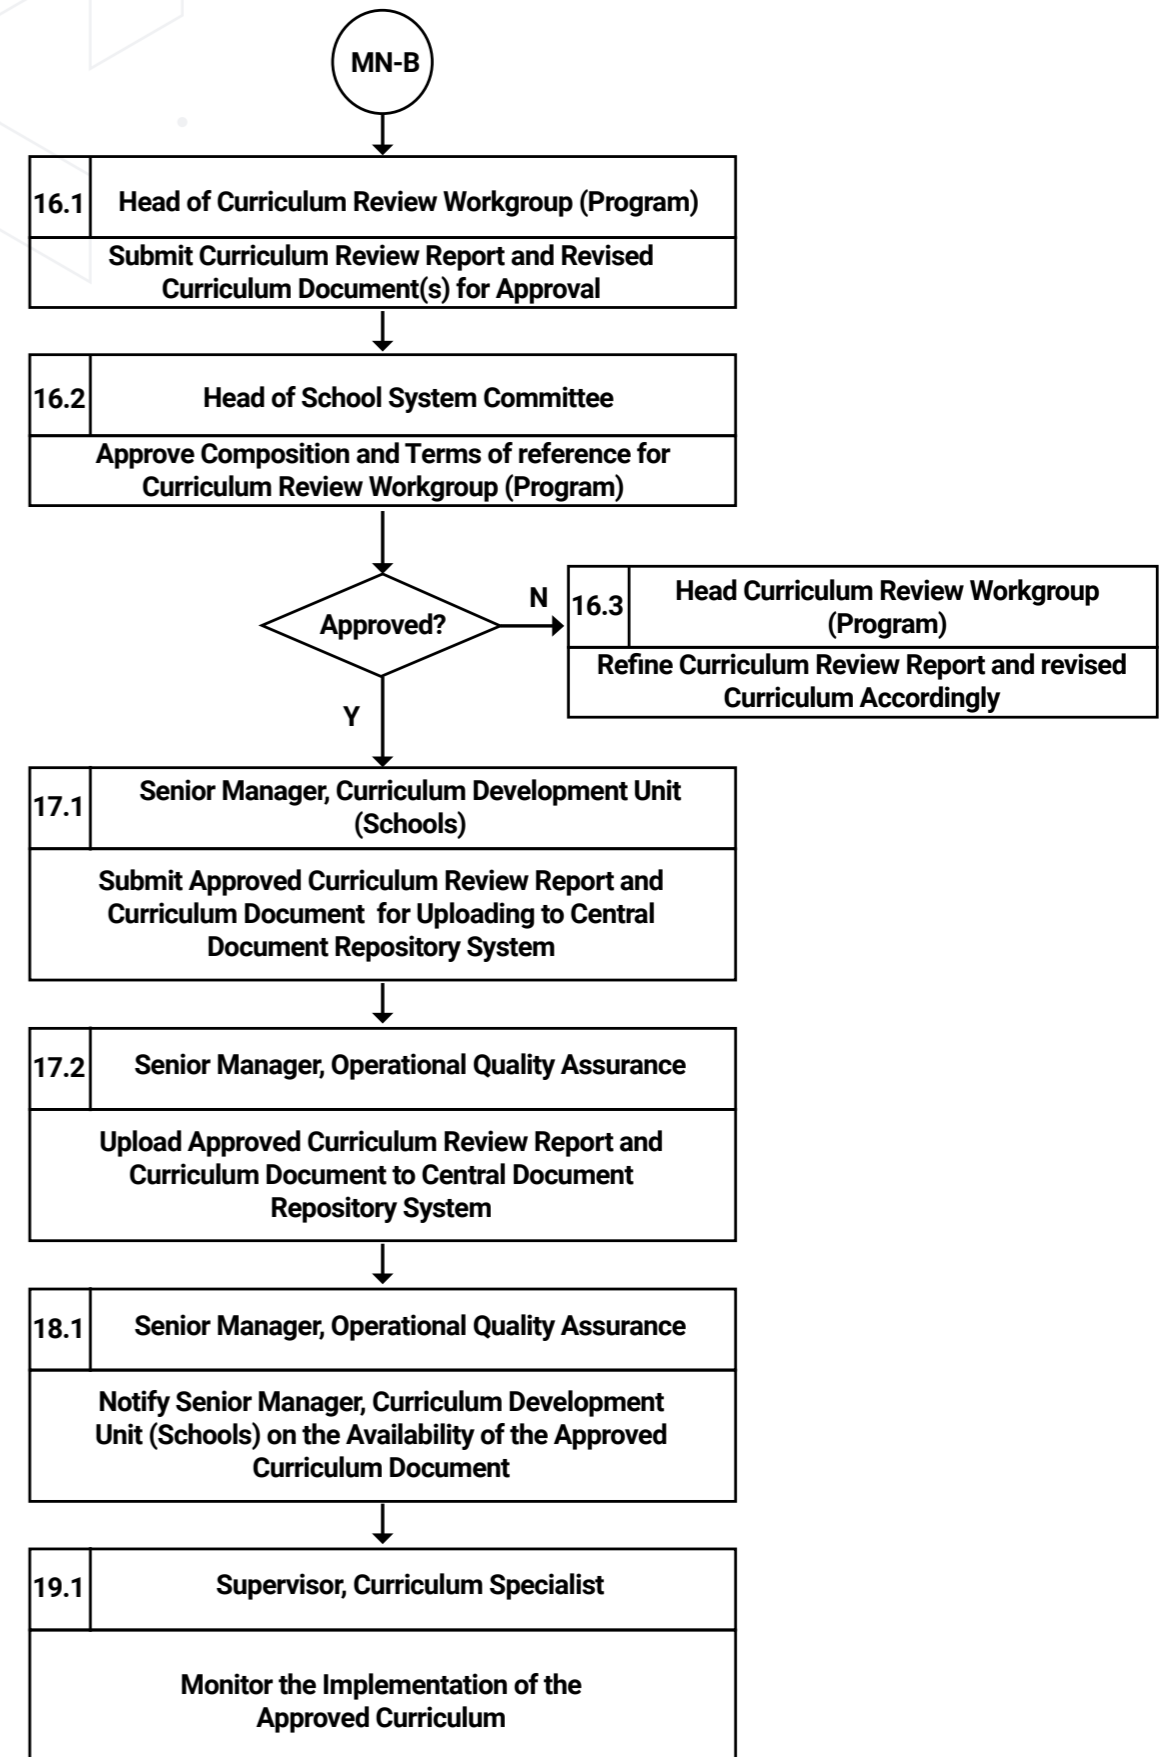 MN-B
16.1
Head of Curriculum Review Workgroup (Program)
Submit Curriculum Review Report and Revised
Curriculum Document(s) for Approval
16.2
Head of School System Committee
Approve Composition and Terms of reference for
Curriculum Review Workgroup (Program)
Approved?
N
16.3
Head Curriculum Review Workgroup
(Program)
Refine Curriculum Review Report and revised
Curriculum Accordingly
Y
17.1
Senior Manager, Curriculum Development Unit
(Schools)
Submit Approved Curriculum Review Report and
Curriculum Document for Uploading to Central
Document Repository System
17.2
Senior Manager, Operational Quality Assurance
Upload Approved Curriculum Review Report and
Curriculum Document to Central Document
Repository System
18.1
Senior Manager, Operational Quality Assurance
Notify Senior Manager, Curriculum Development
Unit (Schools) on the Availability of the Approved
Curriculum Document
19.1
Supervisor, Curriculum Specialist
Monitor the Implementation of the
Approved Curriculum